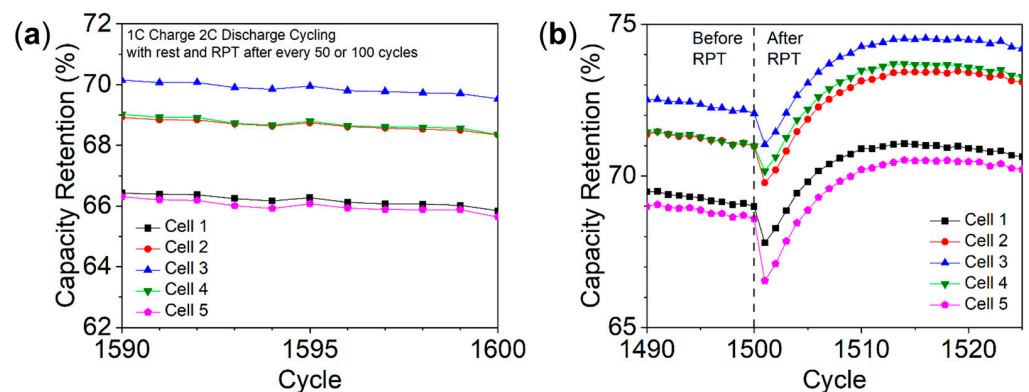 (a)
Capacity Retention (%)
72
70
68
66
64
62
1C Charge 2C Discharge Cycling
with rest and RPT after every 50 or 100 cycles
Cell 1
Cell 2
Cell 3
Cell 4
Cell 5
1590
1595
1600
Cycle
(b)
Capacity Retention (%)
75
70
65
Before
RPT
After
RPT
Cell 1
Cell 2
Cell 3
Cell 4
Cell 5
1490
1500
1510
1520
Cycle